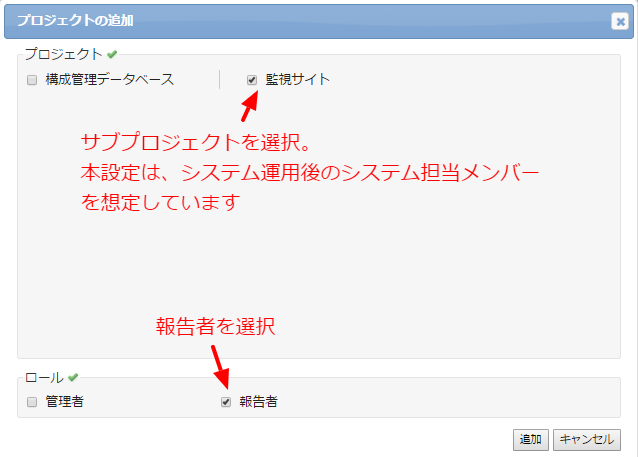 プロジェクトの追加
プロジェクト
構成管理データベース
監視サイト
サブプロジェクトを選択。
本設定は、システム運用後のシステム担当メンバー
を想定しています
報告者を選択
ロール
管理者
報告者
追加
キャンセル